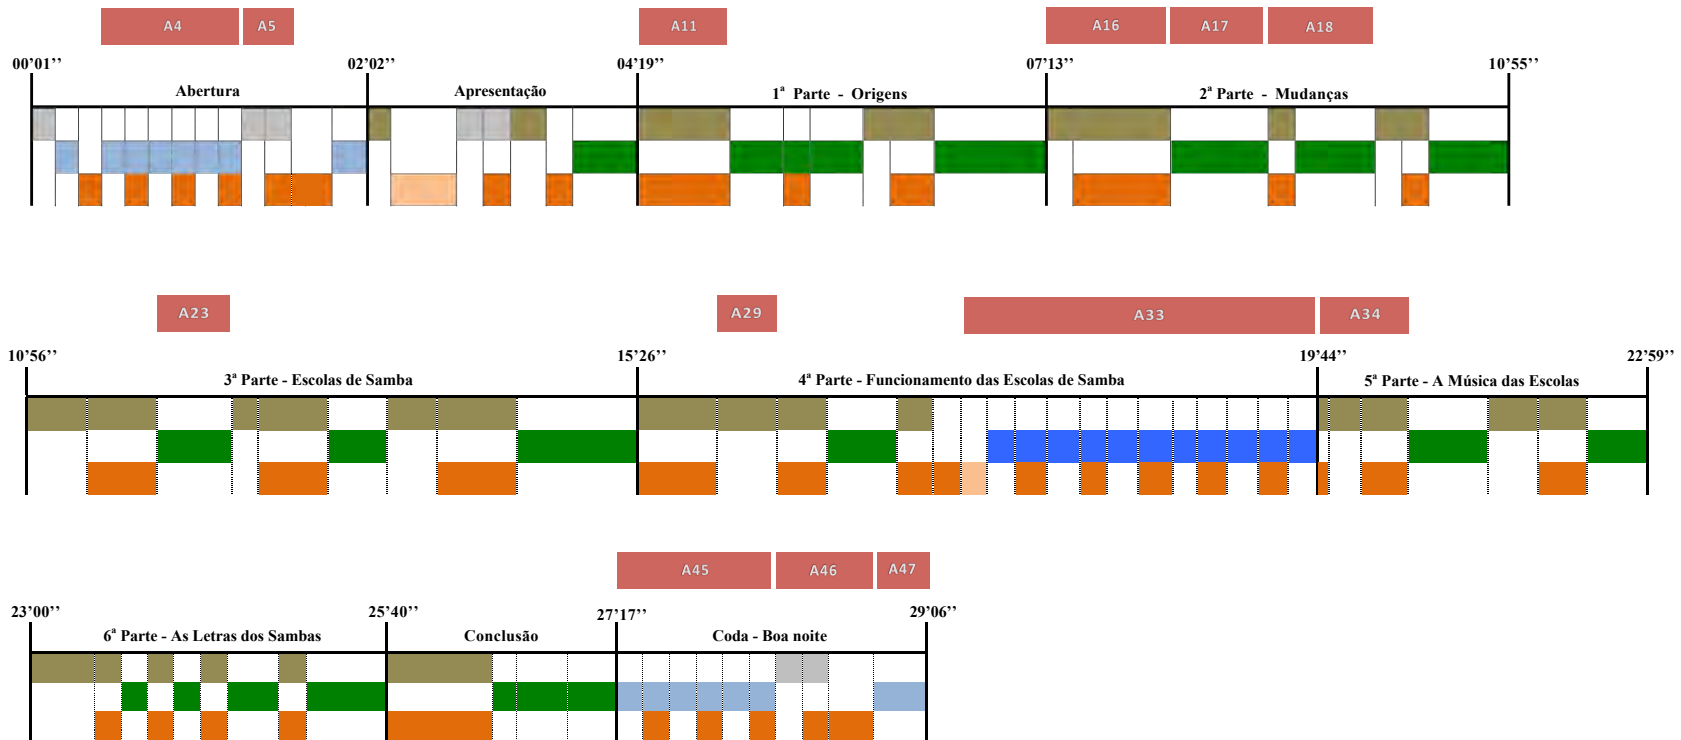 A4 A5 A11 A16 A17 A18
00’01’’ 02’02’’ 04’19’’ 07’13’’ 10’55’’
Abertura Apresentação 1ª Parte - Origens 2ª Parte - Mudanças
A23 A29 A33 A34
10’56’’ 15’26’’ 19’44’’ 22’59’’
3ª Parte - Escolas de Samba 4ª Parte - Funcionamento das Escolas de Samba 5ª Parte - A Música das Escolas
A45 A46 A47
23’00’’ 25’40’’ 27’17’’ 29’06’’
6ª Parte - As Letras dos Sambas Conclusão Coda - Boa noite